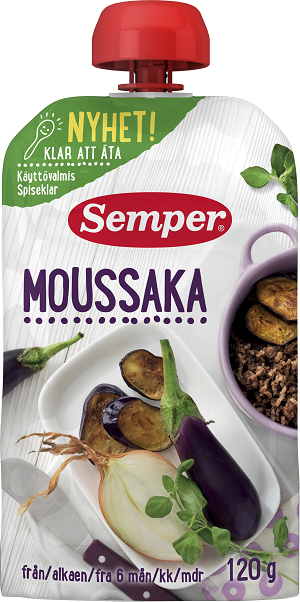 NYHET!
KLAR ATT ÄTA
Käyttövalmis
Spiseklar
Semper®
MOUSSAKA
från/alkaen/fra 6 mån/kk/mdr
120 g